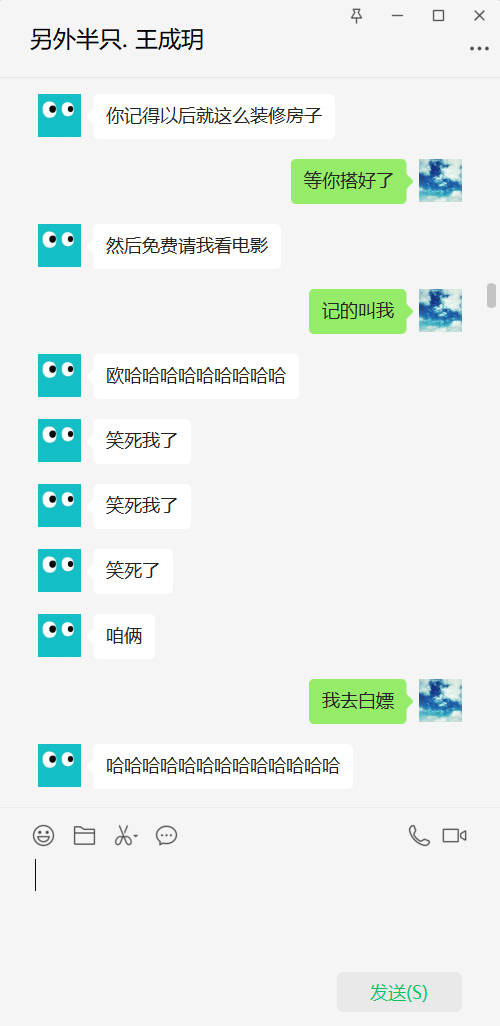 另外半只. 王成玥
你记得以后就这么装修房子
等你搭好了
然后免费请我看电影
记的叫我
欧哈哈哈哈哈哈哈哈哈
笑死我了
笑死我了
笑死了
咱俩
我去白嫖
哈哈哈哈哈哈哈哈哈哈哈哈哈
发送(S)